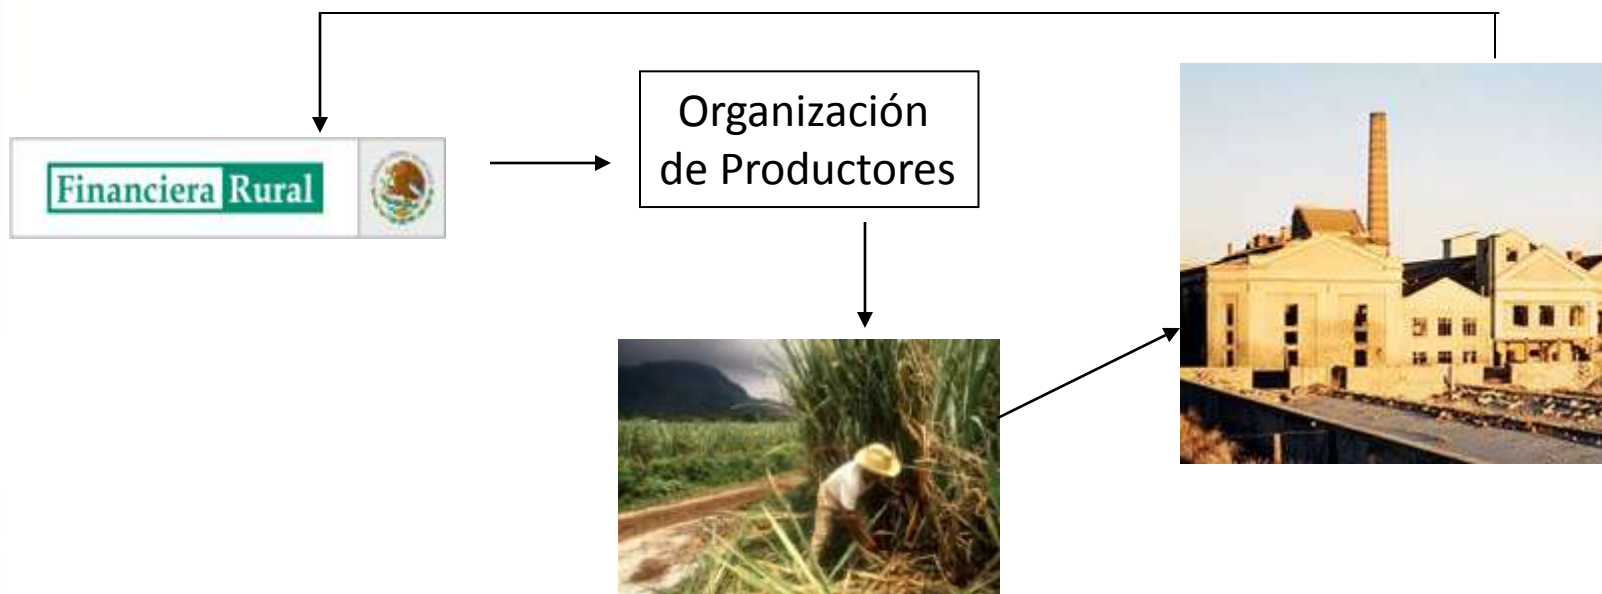 Financiera Rural
Organización
de Productores